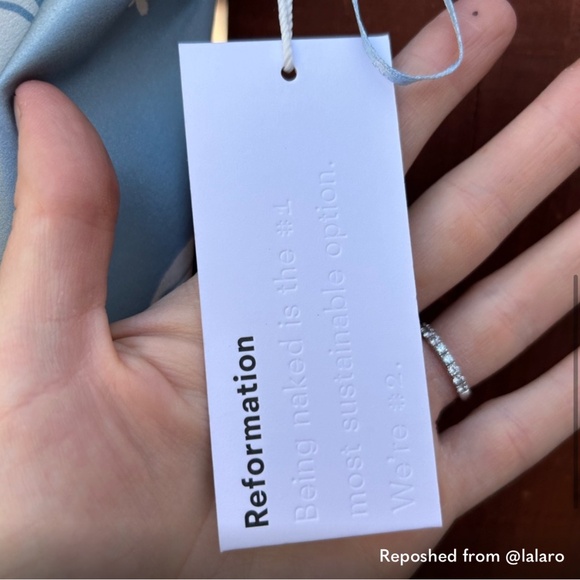 Reformation
Being naked is the #1
most sustainable option.
We're #2.
Reposhed from @lalaro